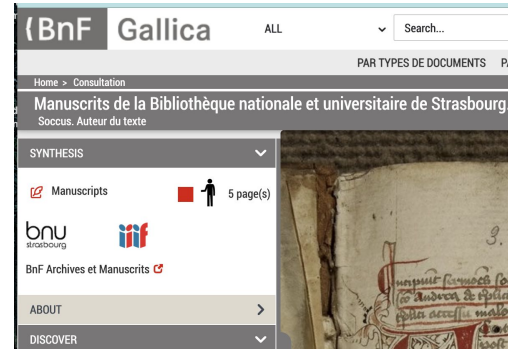 BnF Gallica
ALL
Search...
PAR TYPES DE DOCUMENTS
Home > Consultation
Manuscrits de la Bibliothèque nationale et universitaire de Strasbourg.
Soccus. Auteur du texte
SYNTHESIS
Manuscripts
5 page(s)
bnu
strasbourg
iiif
BnF Archives et Manuscrits
ABOUT
DISCOVER
3.